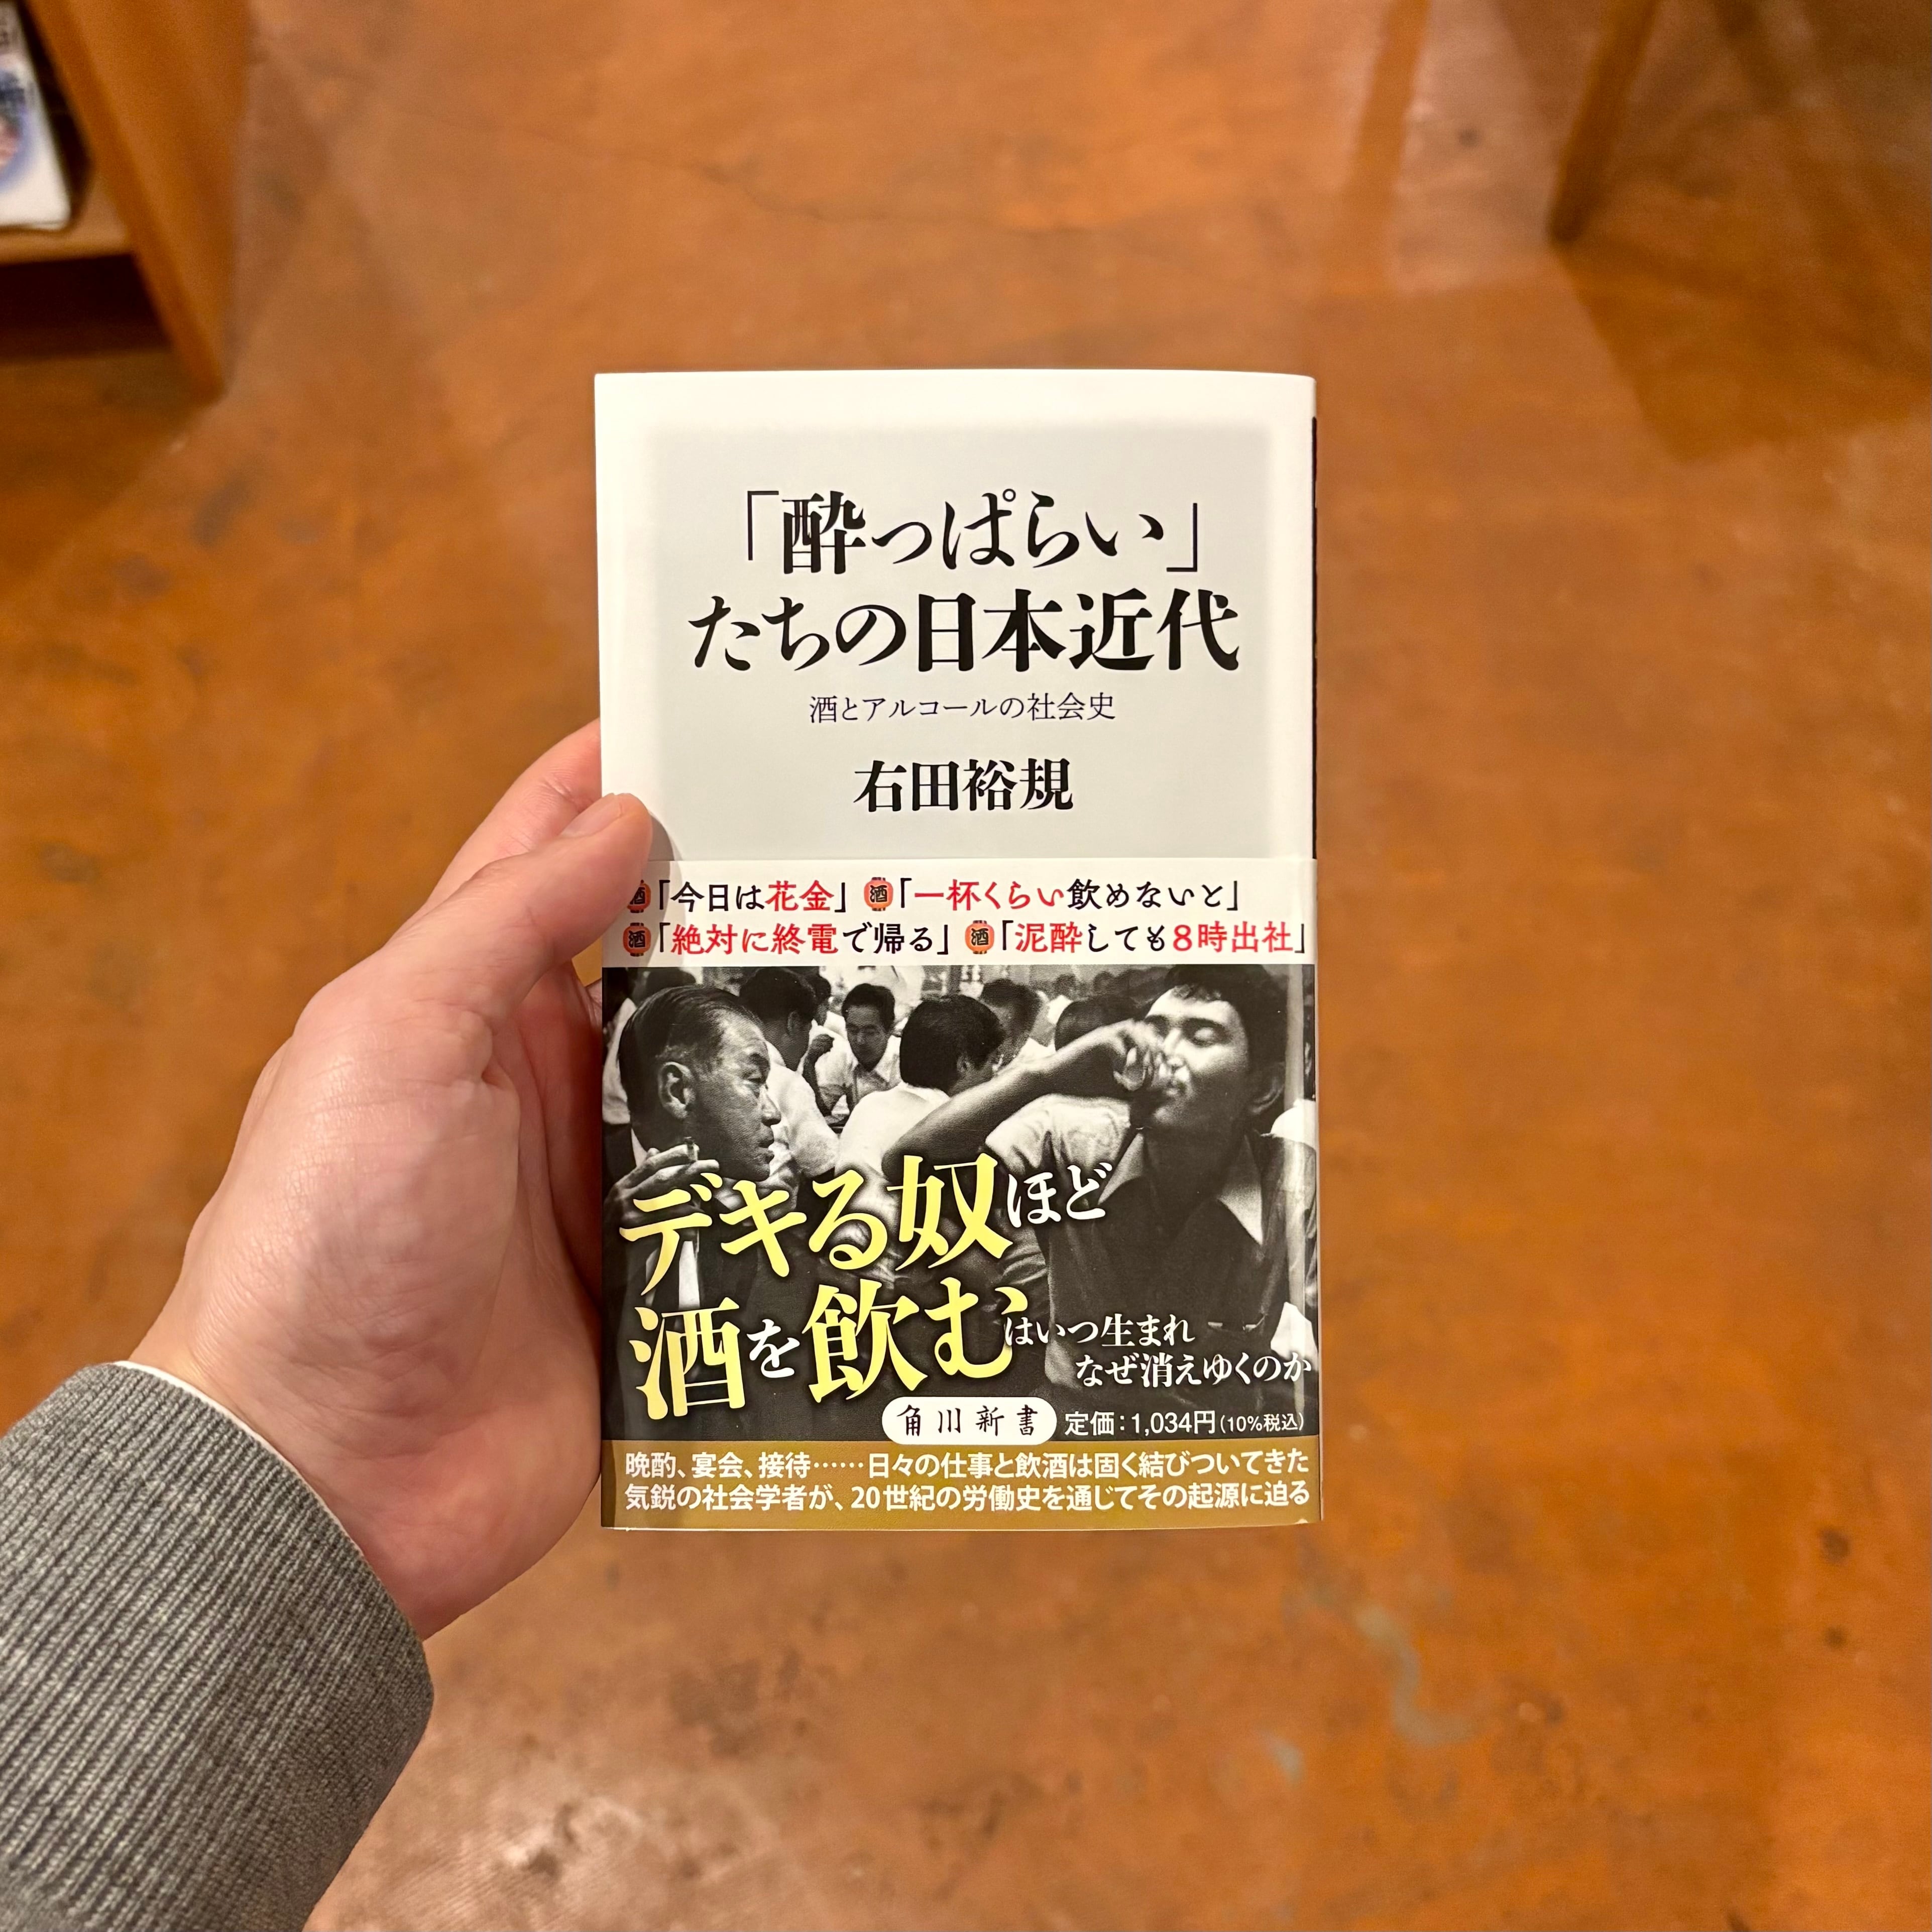 「酔っぱらい」
たちの日本近代
酒とアルコールの社会史
右田裕規
酒「今日は花金」 酒「一杯くらい飲めないと」
酒「絶対に終電で帰る」 酒「泥酔しても8時出社」
デキる奴ほど
酒を飲むはいつ生まれ
なぜ消えゆくのか
角川新書 定価：1,034円（10%税込）
晩酌、宴会、接待……日々の仕事と飲酒は固く結びついてきた
気鋭の社会学者が、20世紀の労働史を通じてその起源に迫る